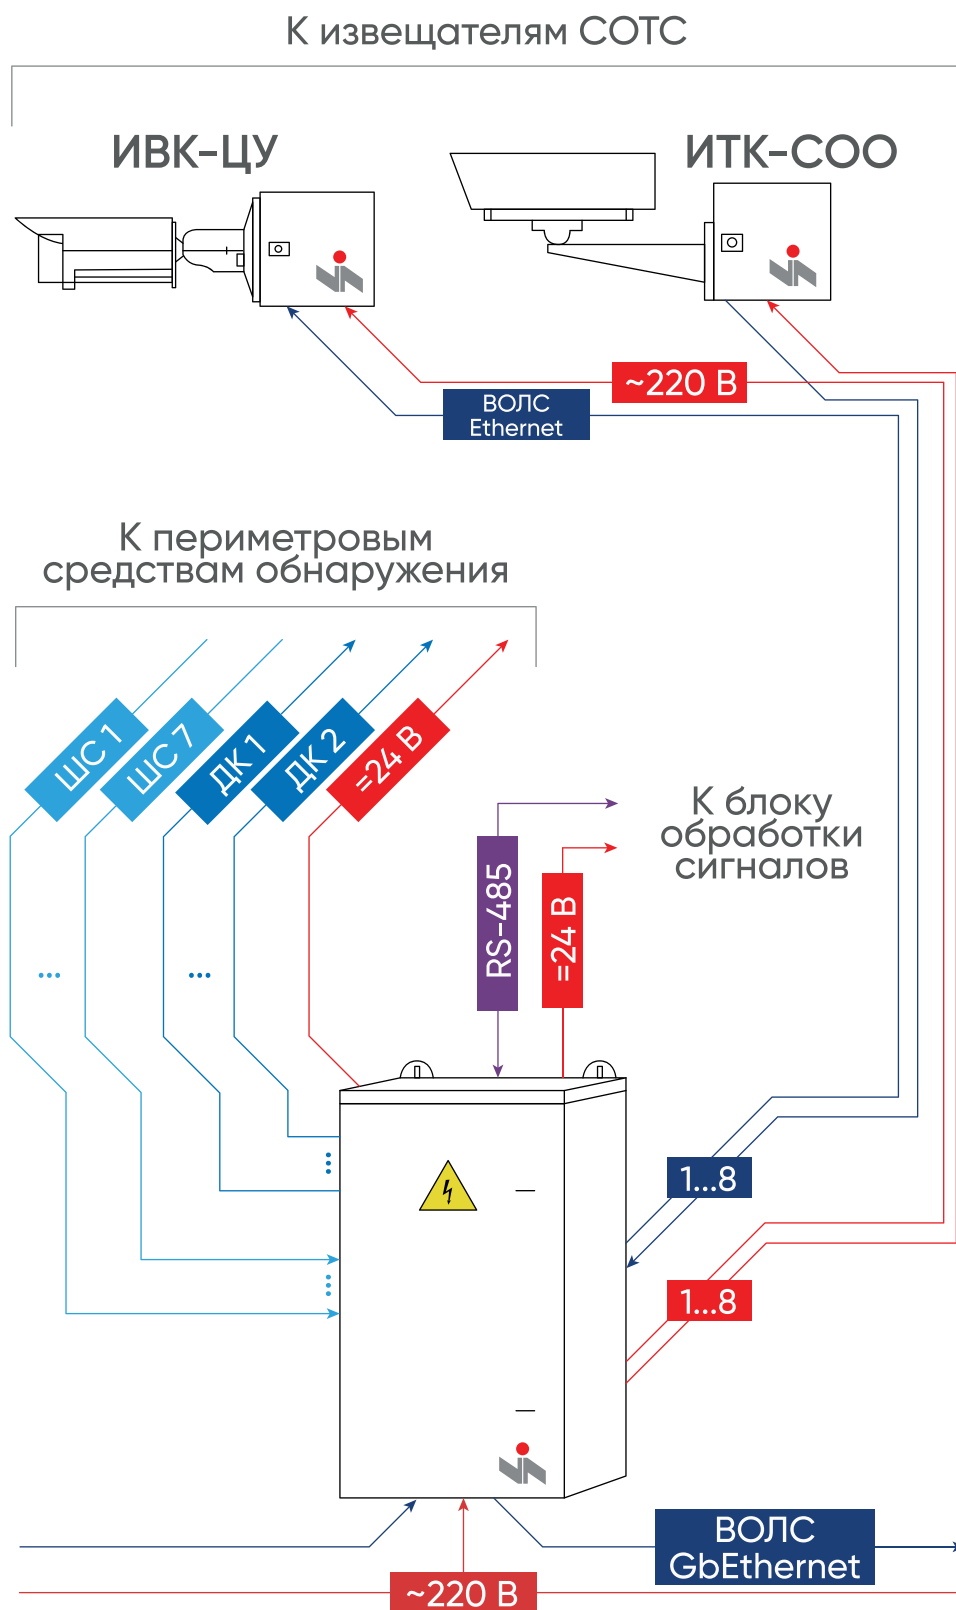 К извещателям СОТС
ИВК-ЦУ
ИТК-СОО
~220 В
ВОЛС
Ethernet
К периметровым
средствам обнаружения
ШС 1
ШС 7
ДК 1
ДК 2
=24 В
К блоку
обработки
сигналов
RS-485
=24 В
1...8
1...8
ВОЛС
GbEthernet
~220 В